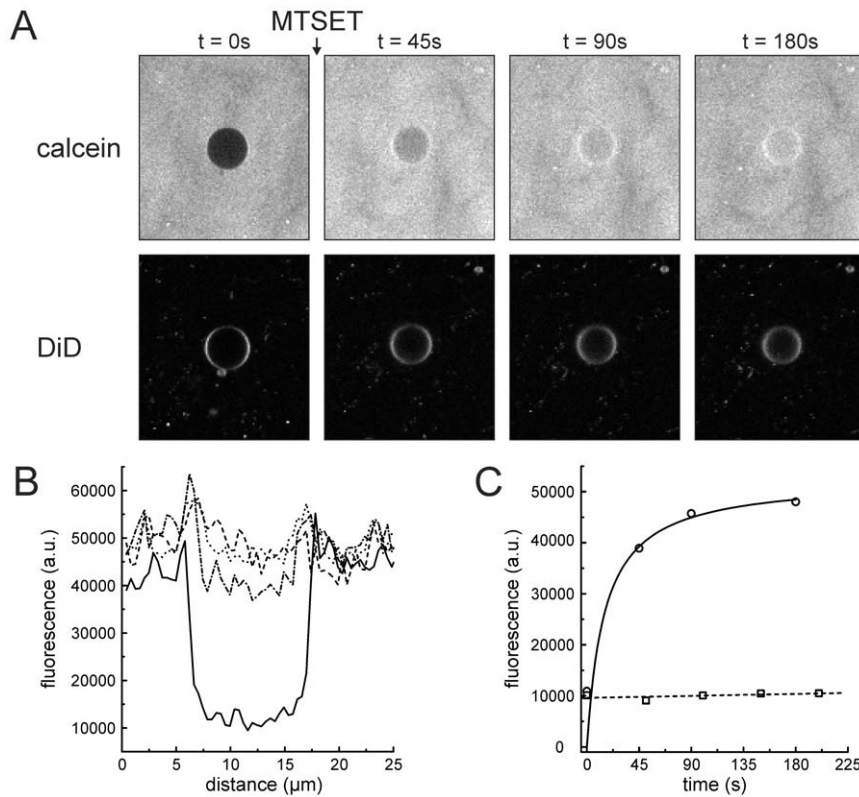 A
MTSET
t = 0s t = 45s t = 90s t = 180s
calcein
DiD
B
fluorescence (a.u.)
60000
50000
40000
30000
20000
10000
0 5 10 15 20 25
distance (µm)
C
fluorescence (a.u.)
50000
40000
30000
20000
10000
0
0 45 90 135 180 225
time (s)